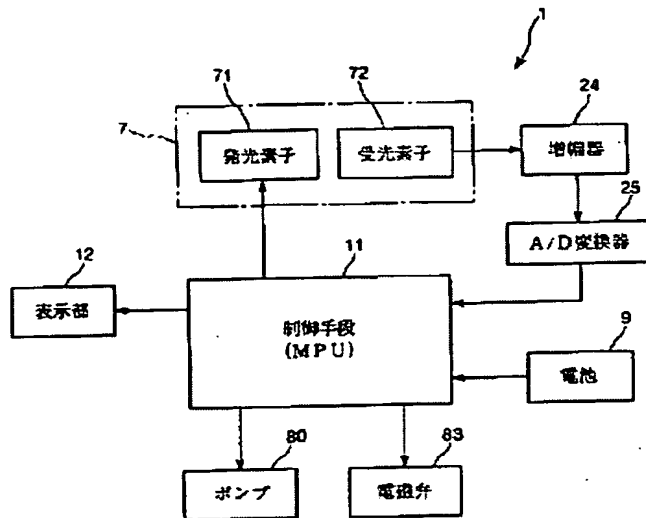 1
71
72
24
7
発光素子
受光素子
増幅器
25
A/D変換器
12
11
表示部
制御手段
(MPU)
9
電池
80
83
ポンプ
電磁弁